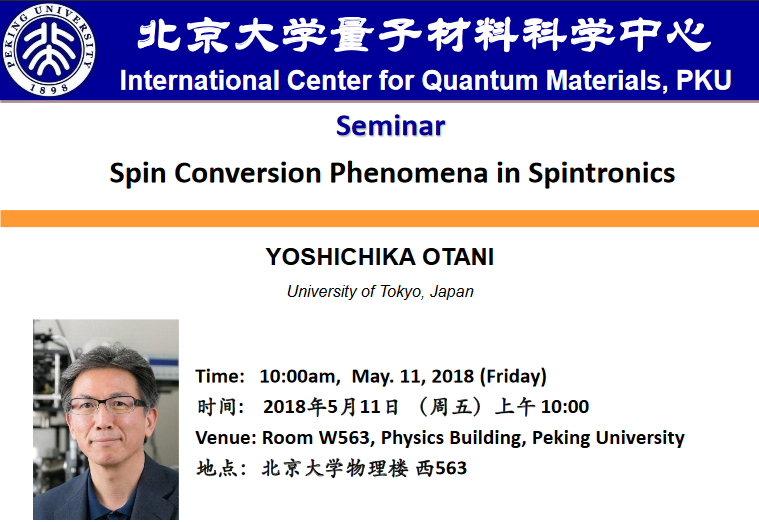 PEKING UNIVERSITY
1898
北京大学量子材料科学中心
International Center for Quantum Materials, PKU
Seminar
Spin Conversion Phenomena in Spintronics
YOSHICHIKA OTANI
University of Tokyo, Japan
Time: 10:00am, May. 11, 2018 (Friday)
时间: 2018年5月11日 （周五）上午 10:00
Venue: Room W563, Physics Building, Peking University
地点: 北京大学物理楼 西563